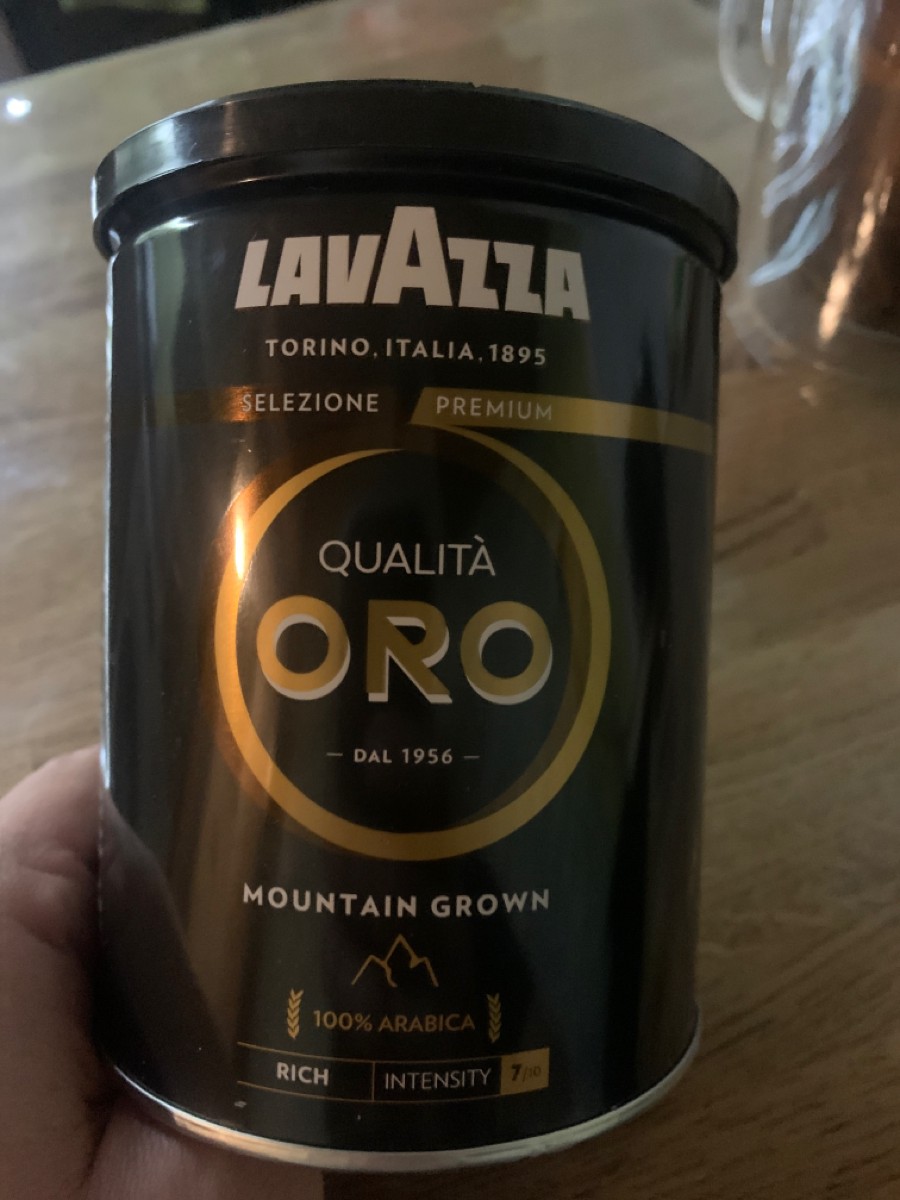 LAVAZZA
TORINO, ITALIA, 1895
SELEZIONE PREMIUM
QUALITÀ
ORO
— DAL 1956 —
MOUNTAIN GROWN
100% ARABICA
RICH INTENSITY 7/10